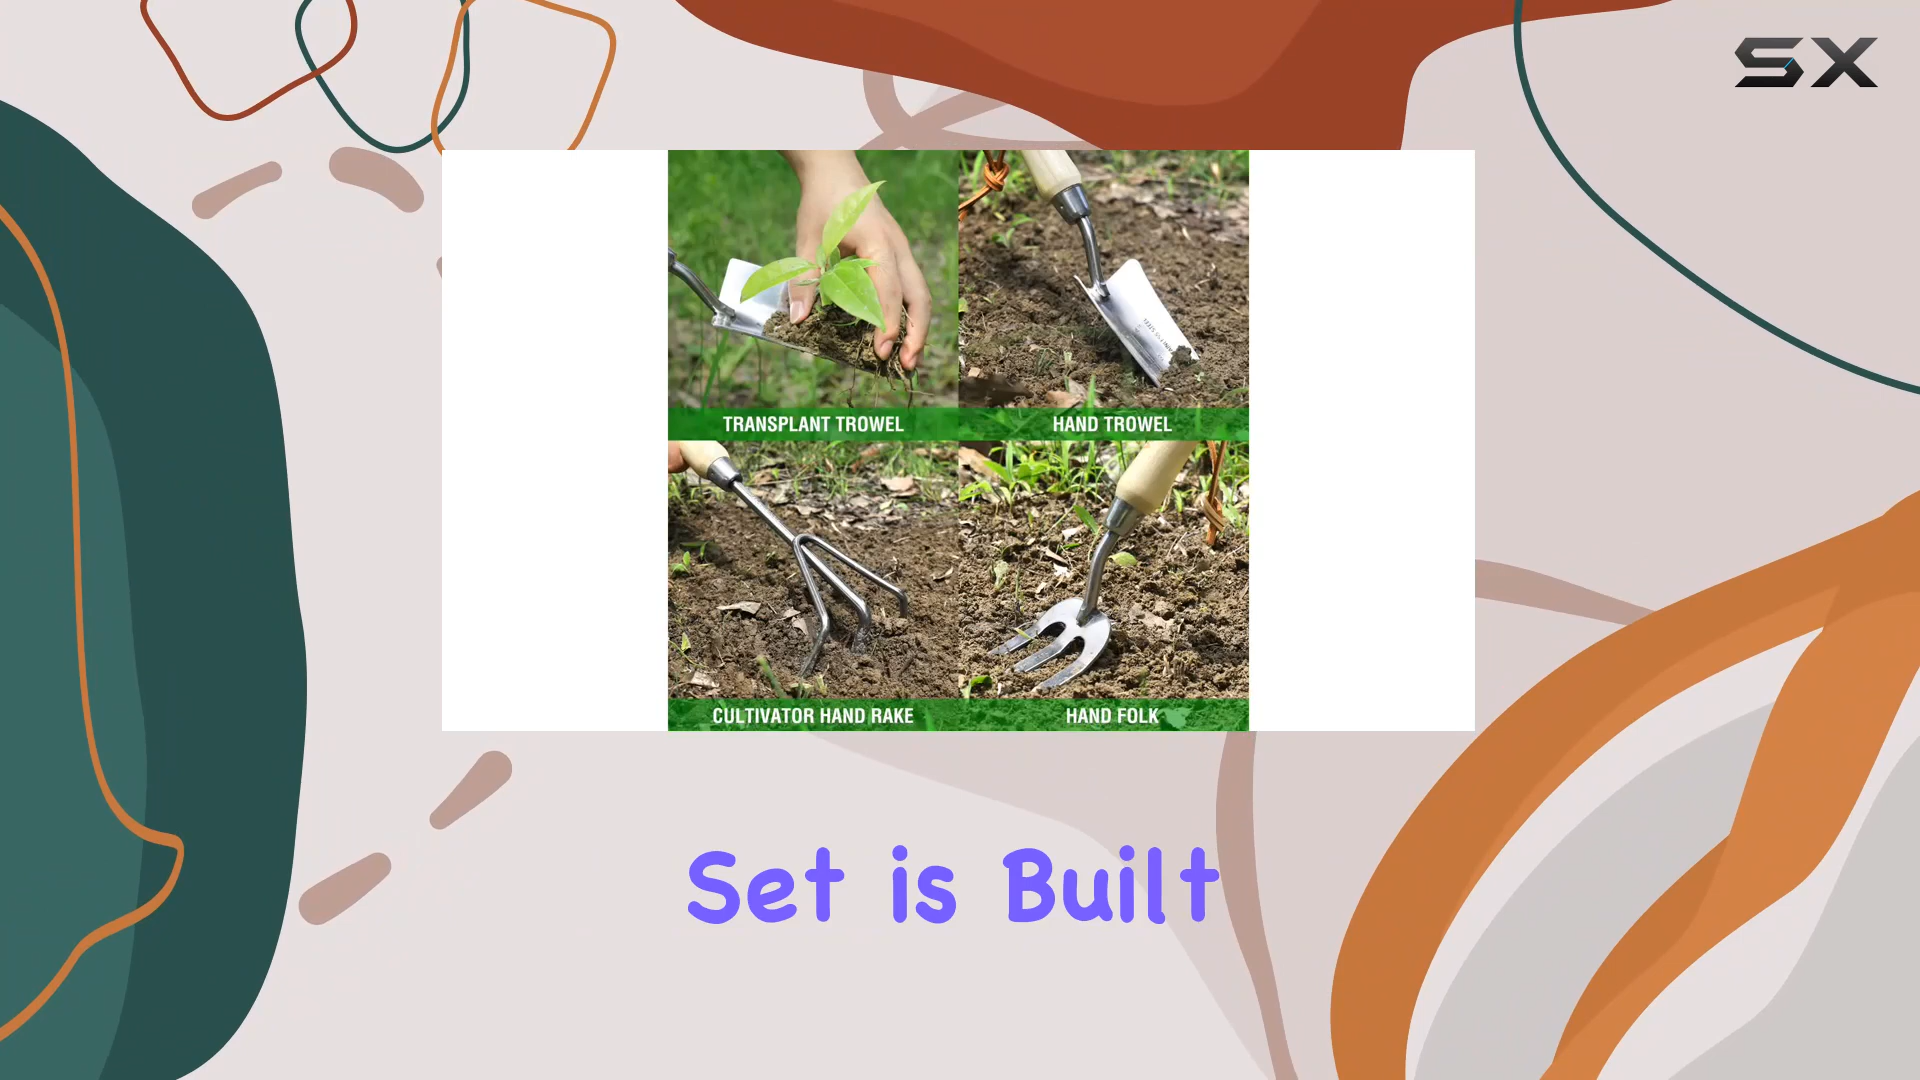 SX
TRANSPLANT TROWEL
HAND TROWEL
CULTIVATOR HAND RAKE
HAND FOLK
Set is Built